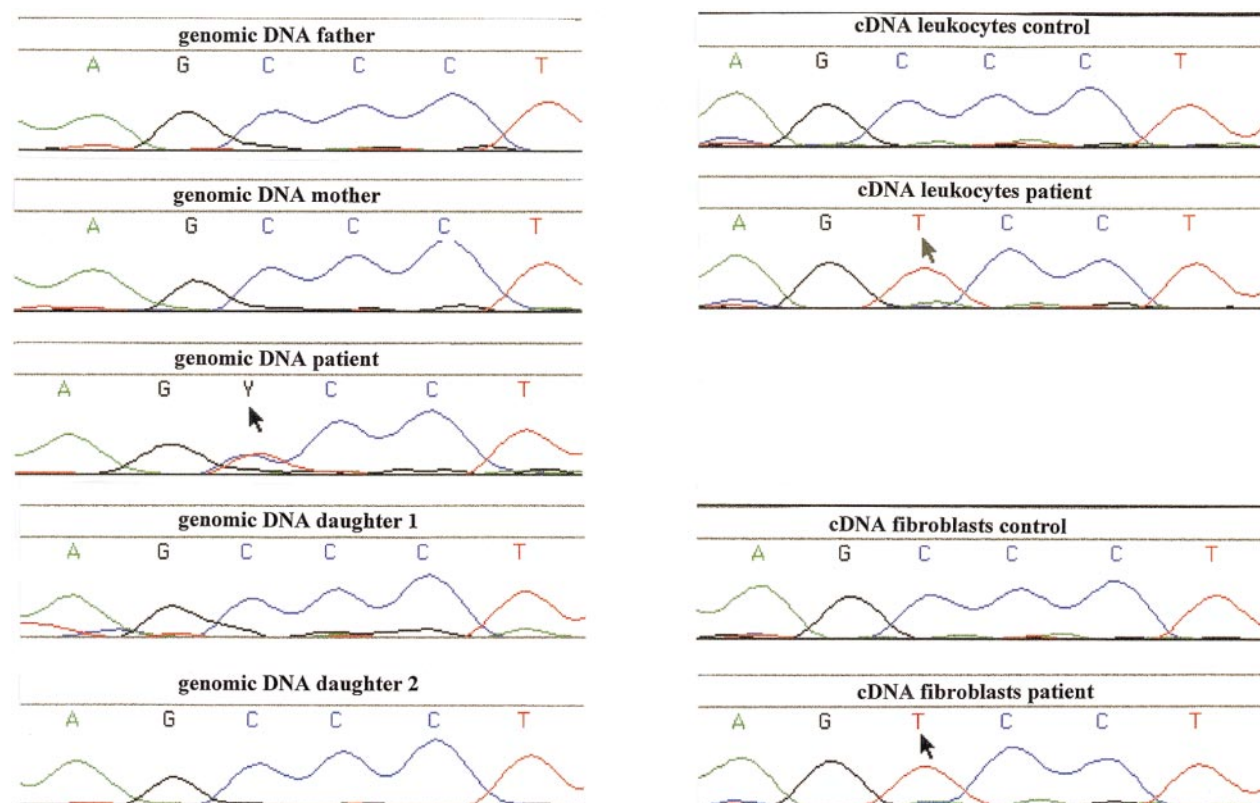 genomic DNA father
A G C C C T
genomic DNA mother
A G C C C T
genomic DNA patient
A G Y C C T
genomic DNA daughter 1
A G C C C T
genomic DNA daughter 2
A G C C C T
cDNA leukocytes control
A G C C C T
cDNA leukocytes patient
A G T C C T
cDNA fibroblasts control
A G C C C T
cDNA fibroblasts patient
A G T C C T